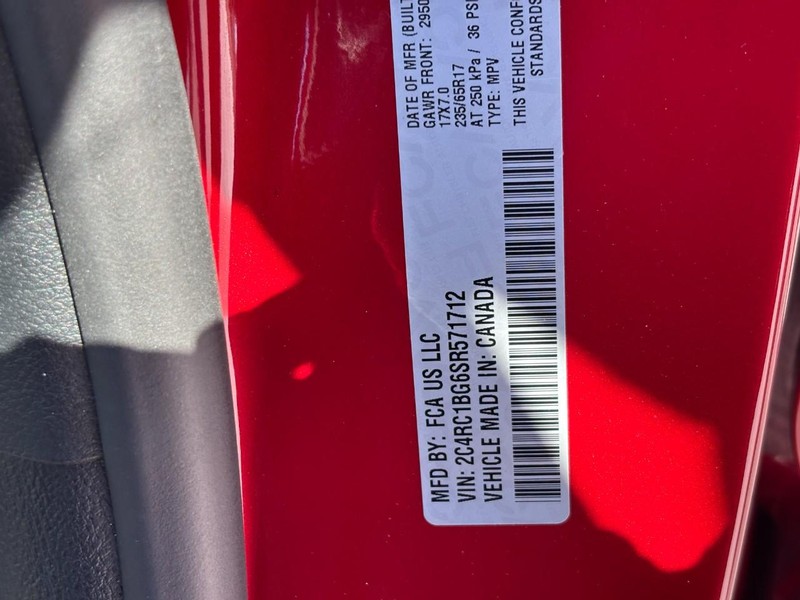 MFD BY: FCA US LLC
VIN: 2C4RC1BG6SR571712
VEHICLE MADE IN: CANADA
DATE OF MFR (BUILT
GAWR FRONT: 2950
17X7.0
235/65R17
AT 250 kPa / 36 PSI
TYPE: MPV
THIS VEHICLE CONF
STANDARDS